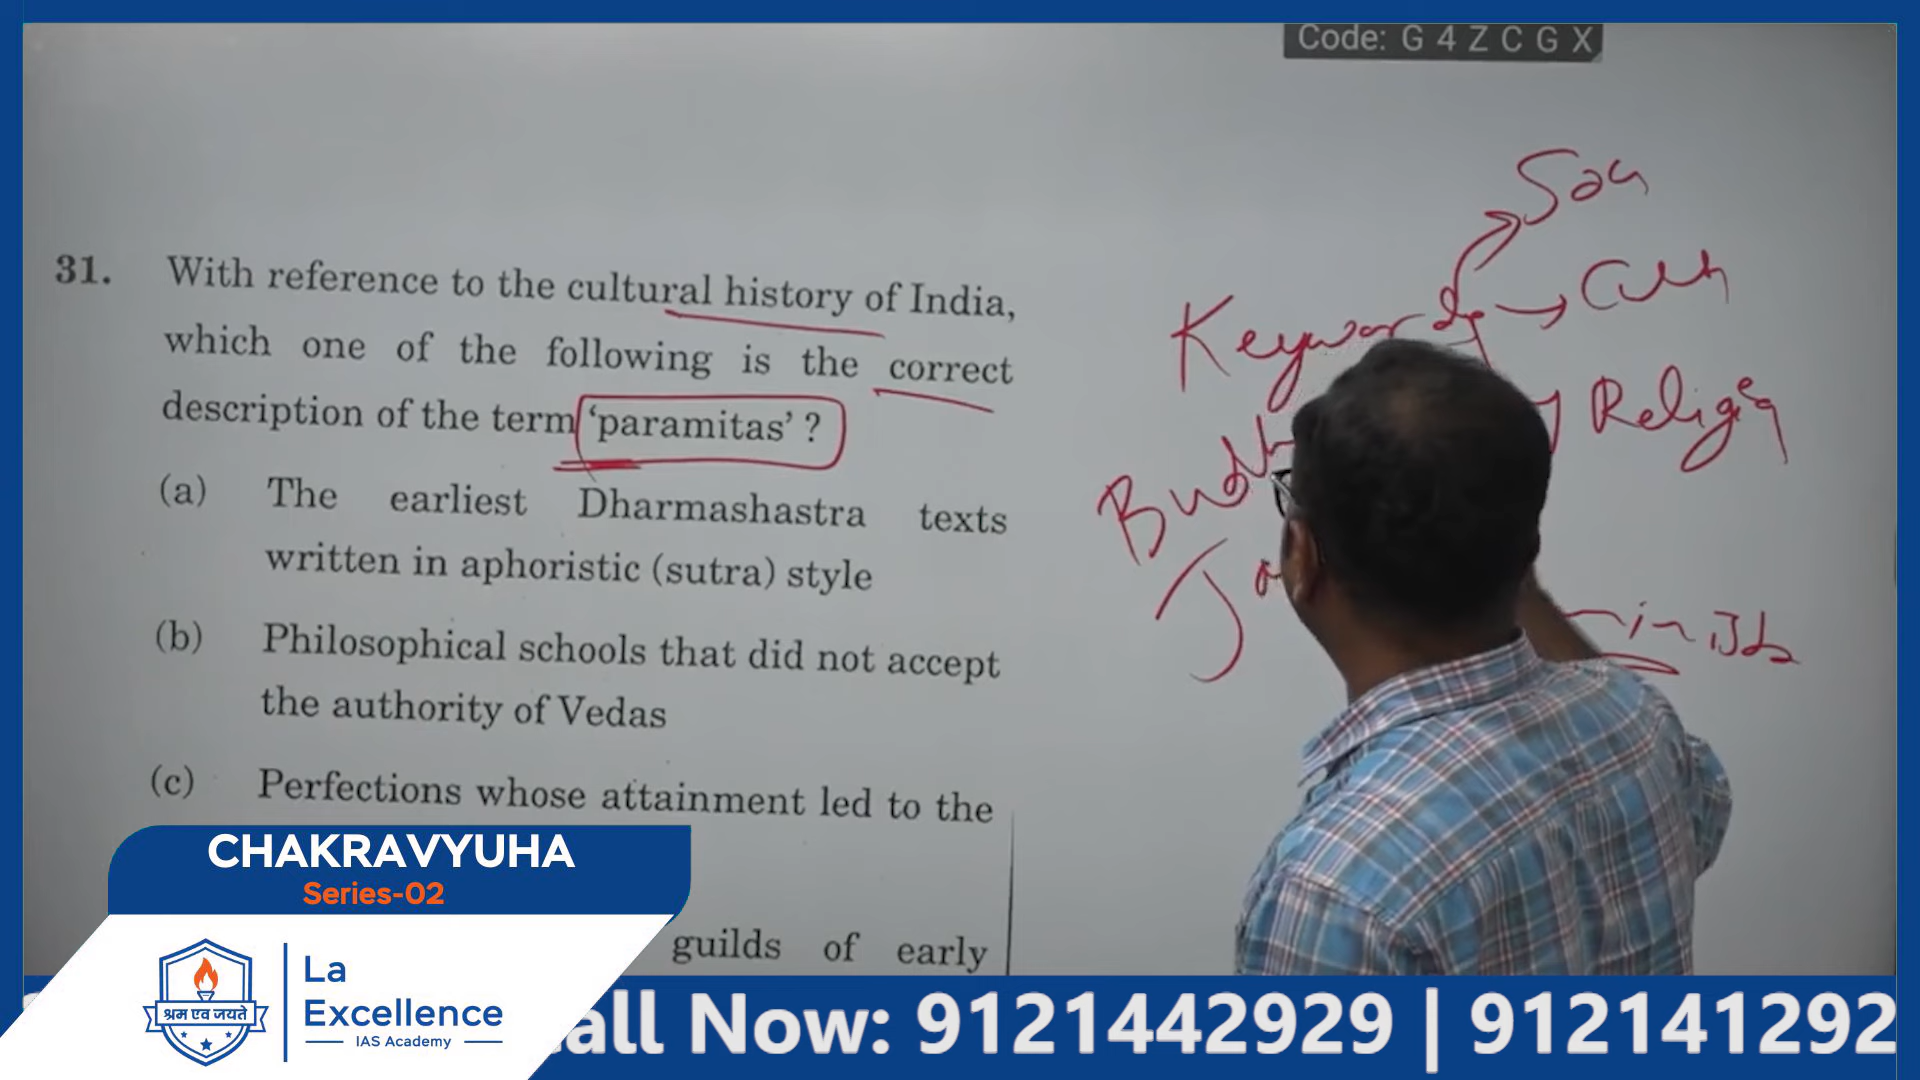 Code: G 4 Z C G X
31. With reference to the cultural history of India,
which one of the following is the correct
description of the term 'paramitas' ?
(a) The earliest Dharmashastra texts
written in aphoristic (sutra) style
(b) Philosophical schools that did not accept
the authority of Vedas
(c) Perfections whose attainment led to the
guilds of early
Religio
CHAKRAVYUHA
Series-02
श्रम एव जयते
La
Excellence
IAS Academy
all Now: 9121442929 | 912141292